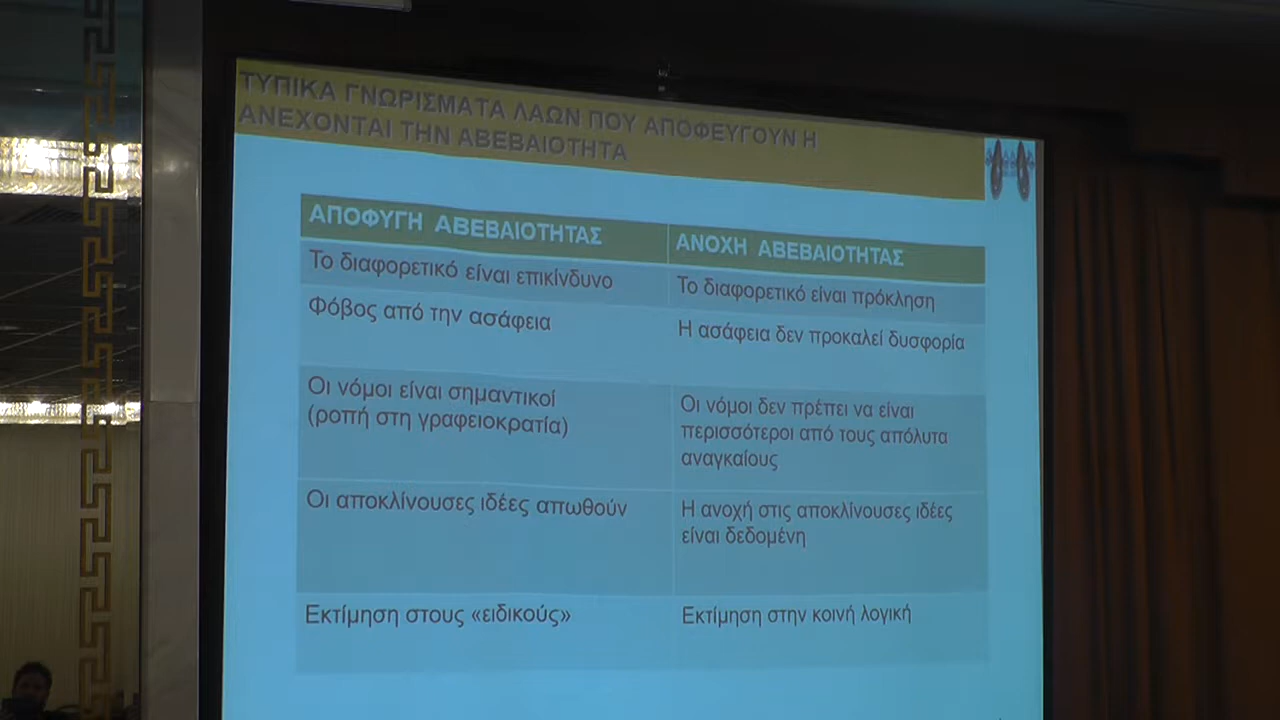 ΤΥΠΙΚΑ ΓΝΩΡΙΣΜΑΤΑ ΛΑΩΝ ΠΟΥ ΑΠΟΦΕΥΓΟΥΝ Η
ΑΝΕΧΟΝΤΑΙ ΤΗΝ ΑΒΕΒΑΙΟΤΗΤΑ
ΑΠΟΦΥΓΗ ΑΒΕΒΑΙΟΤΗΤΑΣ
ΑΝΟΧΗ ΑΒΕΒΑΙΟΤΗΤΑΣ
Το διαφορετικό είναι επικίνδυνο
Το διαφορετικό είναι πρόκληση
Φόβος από την ασάφεια
Η ασάφεια δεν προκαλεί δυσφορία
Οι νόμοι είναι σημαντικοί
(ροπή στη γραφειοκρατία)
Οι νόμοι δεν πρέπει να είναι
περισσότεροι από τους απόλυτα
αναγκαίους
Οι αποκλίνουσες ιδέες απωθούν
Η ανοχή στις αποκλίνουσες ιδέες
είναι δεδομένη
Εκτίμηση στους «ειδικούς»
Εκτίμηση στην κοινή λογική